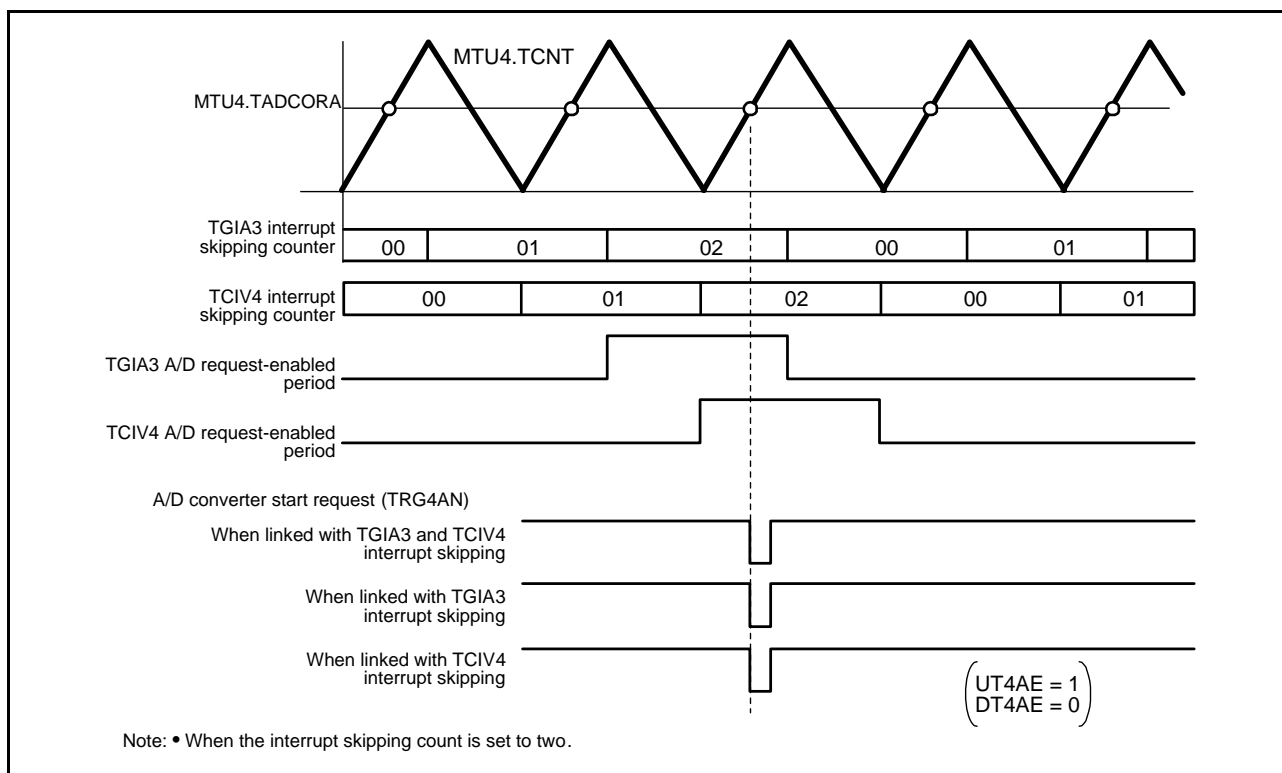 MTU4.TCNT
MTU4.TADCORA
TGIA3 interrupt
skipping counter
00 01 02 00 01
TCIV4 interrupt
skipping counter
00 01 02 00 01
TGIA3 A/D request-enabled
period
TCIV4 A/D request-enabled
period
A/D converter start request (TRG4AN)
When linked with TGIA3 and TCIV4
interrupt skipping
When linked with TGIA3
interrupt skipping
When linked with TCIV4
interrupt skipping
UT4AE = 1
DT4AE = 0
Note: • When the interrupt skipping count is set to two.